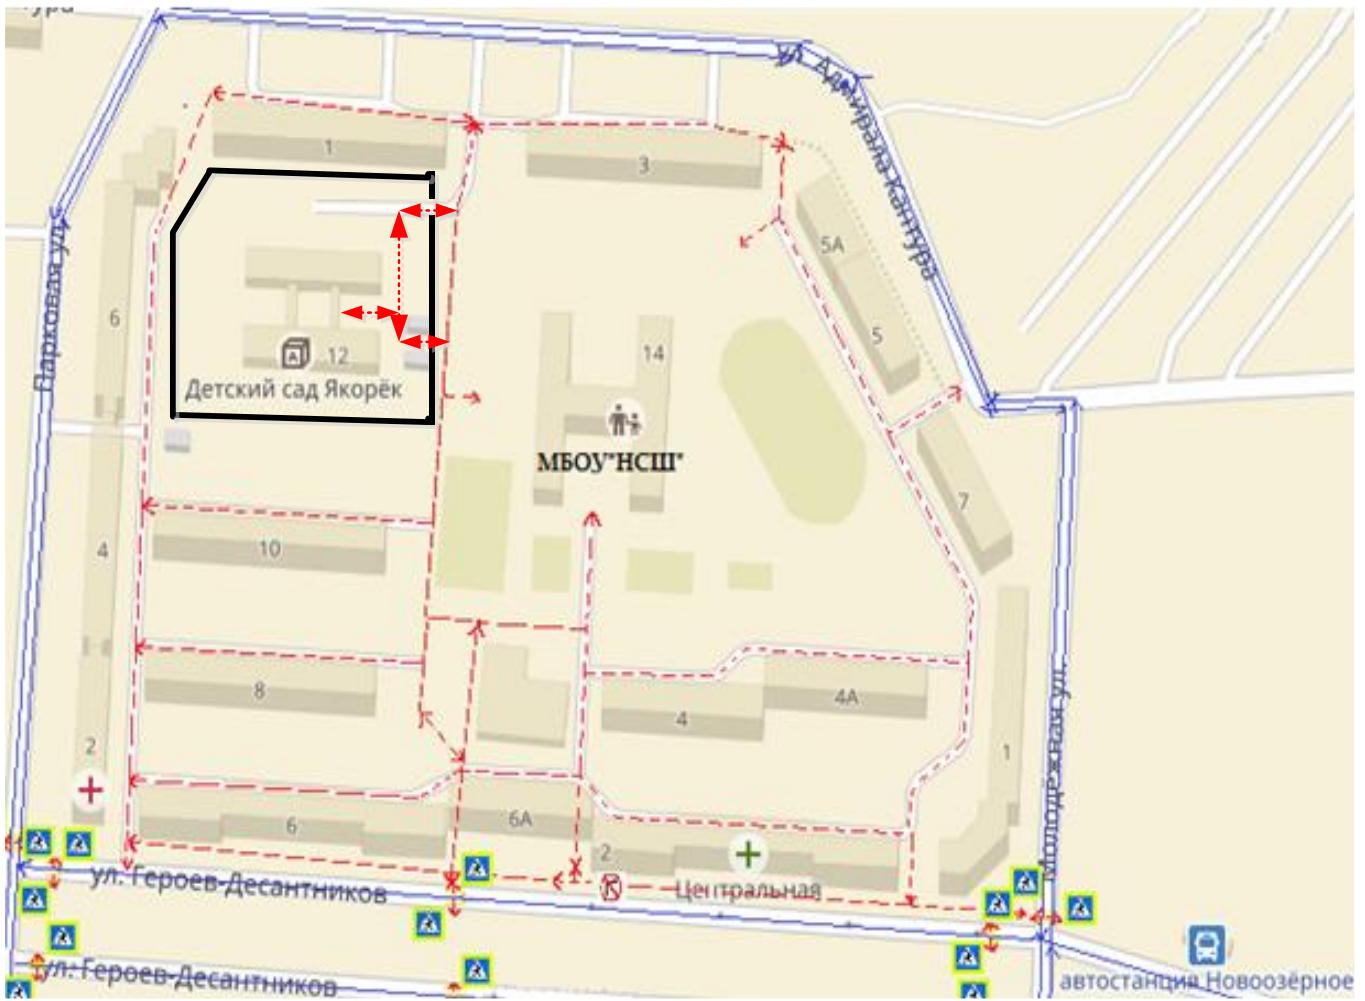 тура
ул. Адмирала Кантура
1
3
5А
6
Парковая ул.
5
14
12
А
Детский сад Якорёк
МБОУ"НСШ"
7
10
4
8
4А
4
2
1
Молодёжная ул.
6
6А
2
ул. Героев-Десантников
Центральная
ул. Героев-Десантников
автостанция Новоозёрное